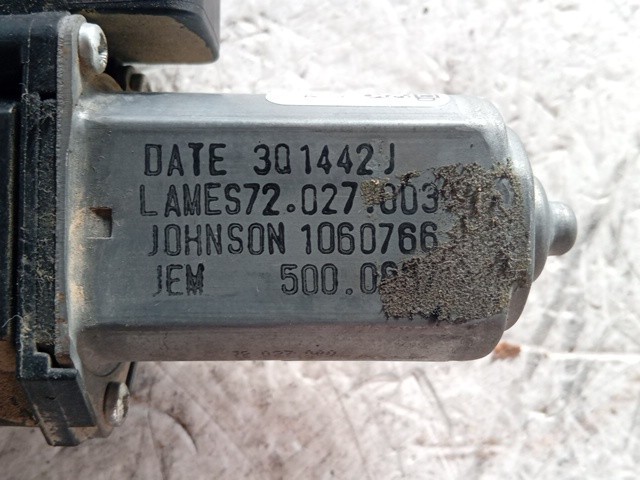 DATE 3Q1442J
LAMES72.027.003
JOHNSON 1060766
JEM 500.0